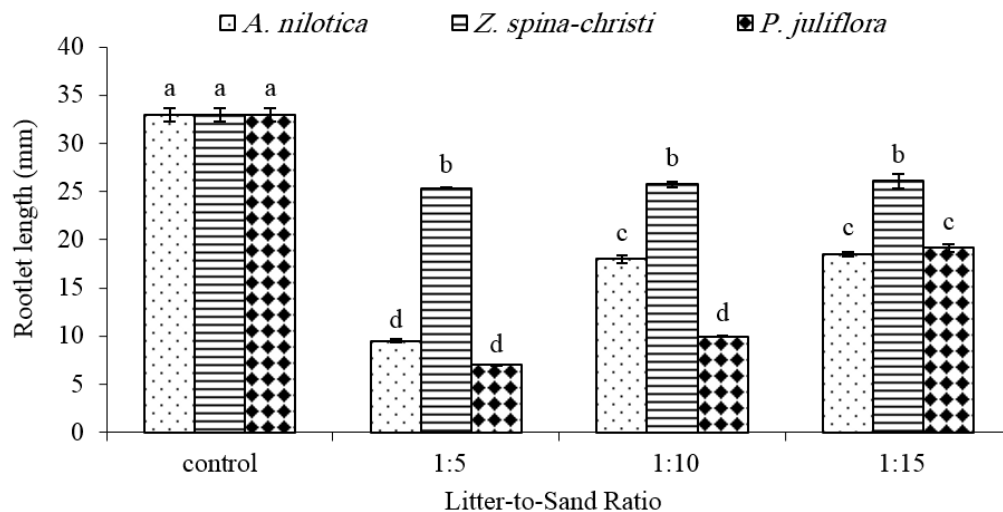 A. nilotica Z. spina-christi P. juliflora
40
35
30
25
20
15
10
5
0
Rootlet length (mm)
a a a
d b d
c b d
c b c
control 1:5 1:10 1:15
Litter-to-Sand Ratio